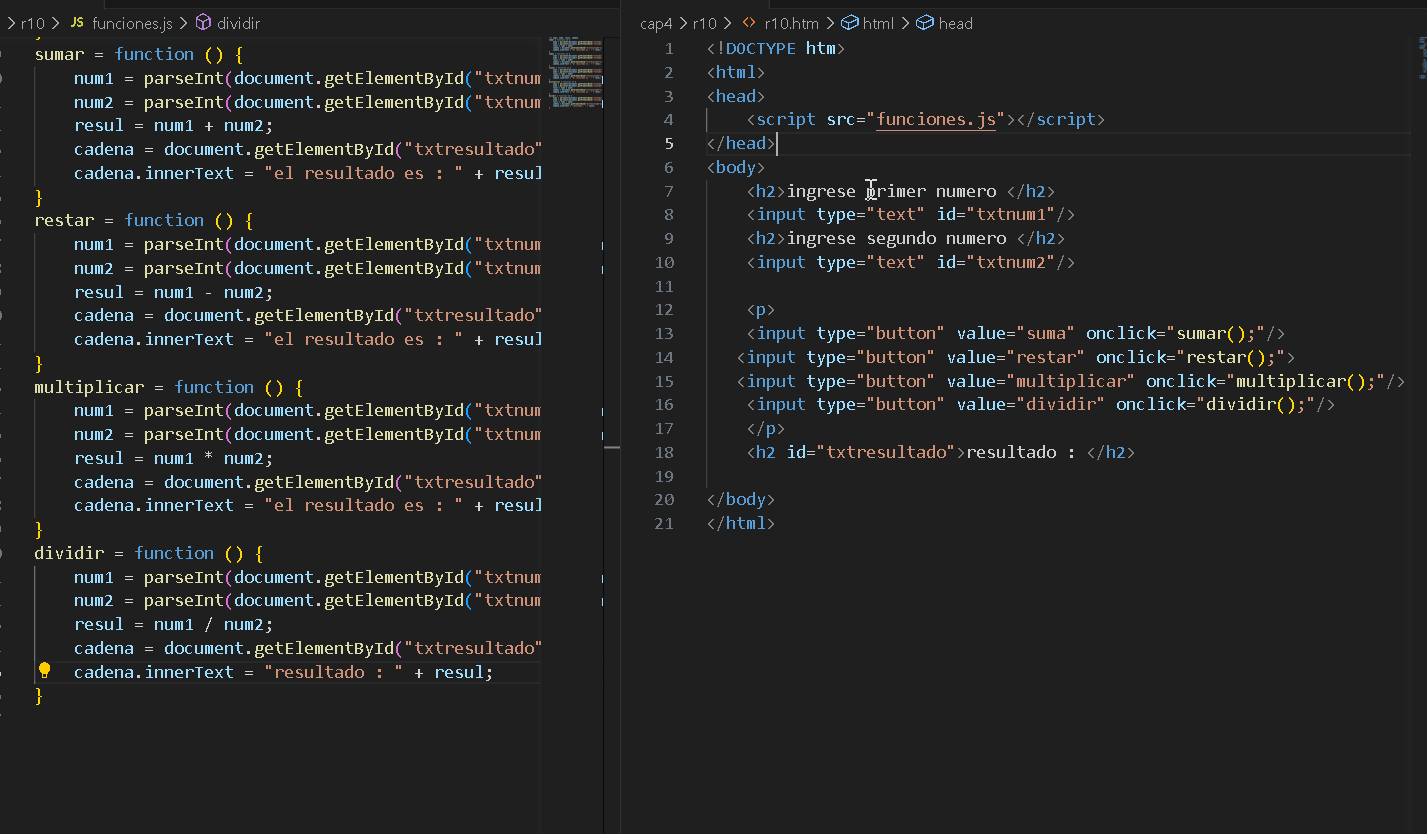 r10 > JS funciones.js > dividir
sumar = function () {
num1 = parseInt(document.getElementById("txtnum
num2 = parseInt(document.getElementById("txtnum
resul = num1 + num2;
cadena = document.getElementById("txtresultado"
cadena.innerText = "el resultado es : " + resul
}
restar = function () {
num1 = parseInt(document.getElementById("txtnum
num2 = parseInt(document.getElementById("txtnum
resul = num1 - num2;
cadena = document.getElementById("txtresultado"
cadena.innerText = "el resultado es : " + resul
}
multiplicar = function () {
num1 = parseInt(document.getElementById("txtnum
num2 = parseInt(document.getElementById("txtnum
resul = num1 * num2;
cadena = document.getElementById("txtresultado"
cadena.innerText = "el resultado es : " + resul
}
dividir = function () {
num1 = parseInt(document.getElementById("txtnum
num2 = parseInt(document.getElementById("txtnum
resul = num1 / num2;
cadena = document.getElementById("txtresultado"
cadena.innerText = "resultado : " + resul;
}
cap4 > r10 > <> r10.htm > html > head
1 <!DOCTYPE htm>
2 <html>
3 <head>
4 <script src="funciones.js"></script>
5 </head>
6 <body>
7 <h2>ingrese primer numero </h2>
8 <input type="text" id="txtnum1"/>
9 <h2>ingrese segundo numero </h2>
10 <input type="text" id="txtnum2"/>
11
12 <p>
13 <input type="button" value="suma" onclick="sumar();"/>
14 <input type="button" value="restar" onclick="restar();">
15 <input type="button" value="multiplicar" onclick="multiplicar();"/>
16 <input type="button" value="dividir" onclick="dividir();"/>
17 </p>
18 <h2 id="txtresultado">resultado : </h2>
19
20 </body>
21 </html>